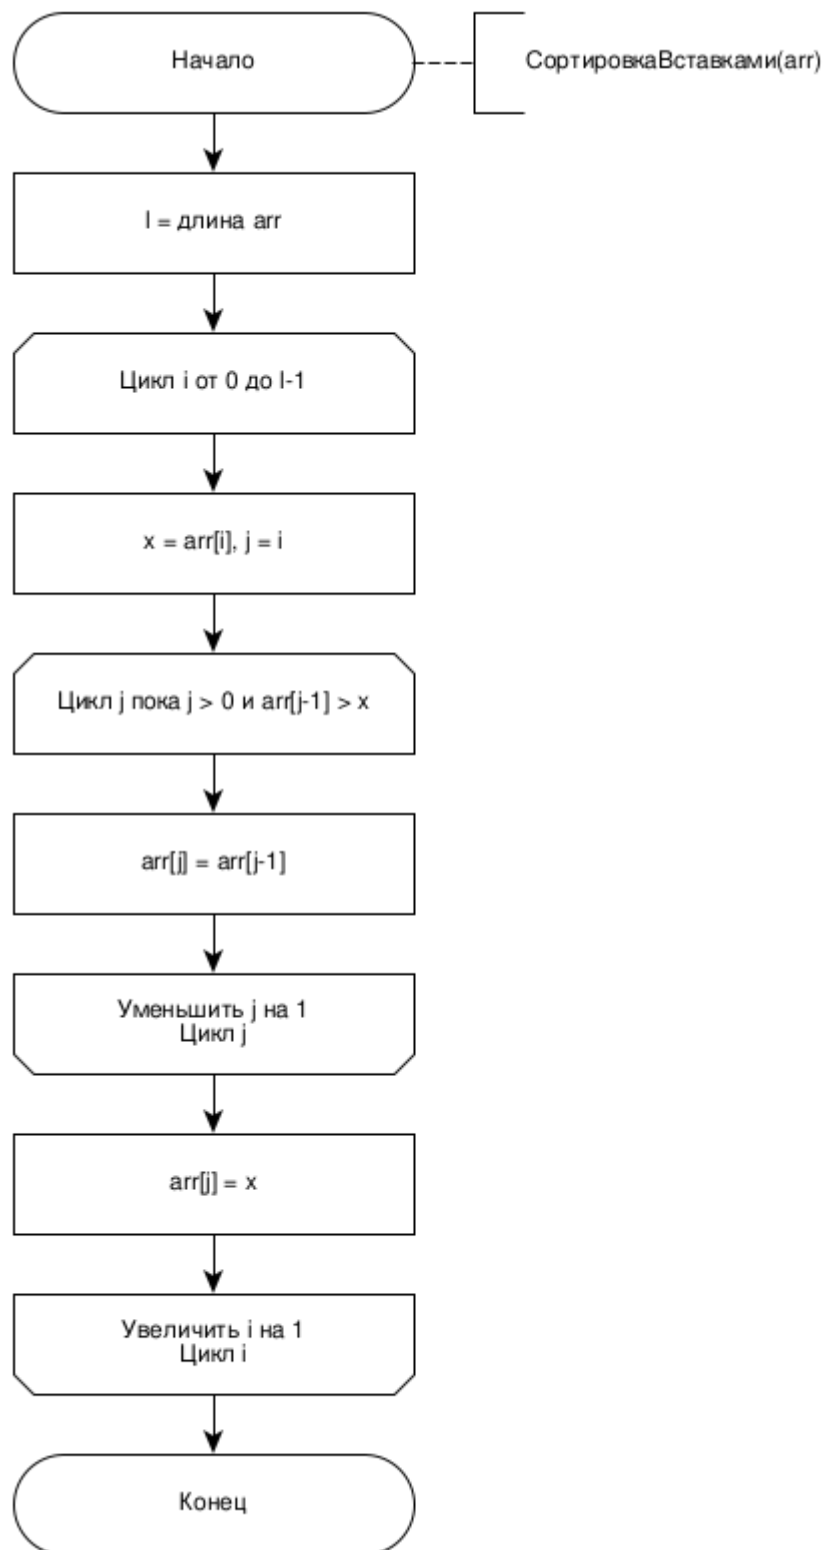 Начало
СортировкаВставками(arr)
l = длина arr
Цикл i от 0 до l-1
x = arr[i], j = i
Цикл j пока j > 0 и arr[j-1] > x
arr[j] = arr[j-1]
Уменьшить j на 1
Цикл j
arr[j] = x
Увеличить i на 1
Цикл i
Конец